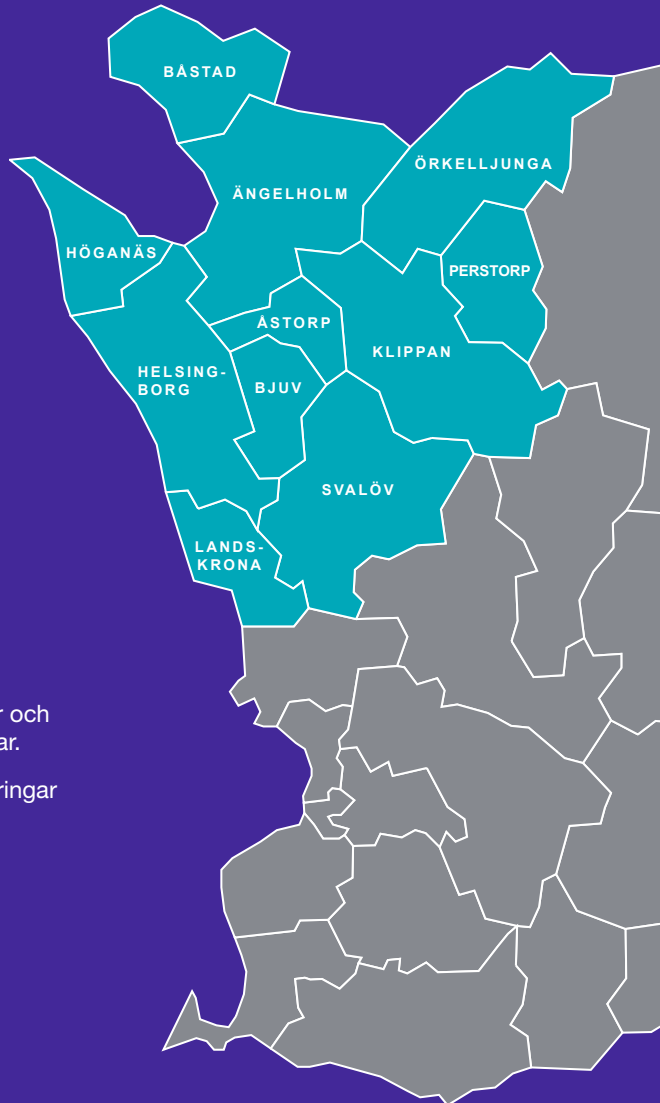 BÅSTAD
ÖRKELLJUNGA
ÄNGELHOLM
HÖGANÄS
PERSTORP
ÅSTORP
KLIPPAN
HELSING-
BORG
BJUV
SVALÖV
LANDS-
KRONA
och
ar.
ringar